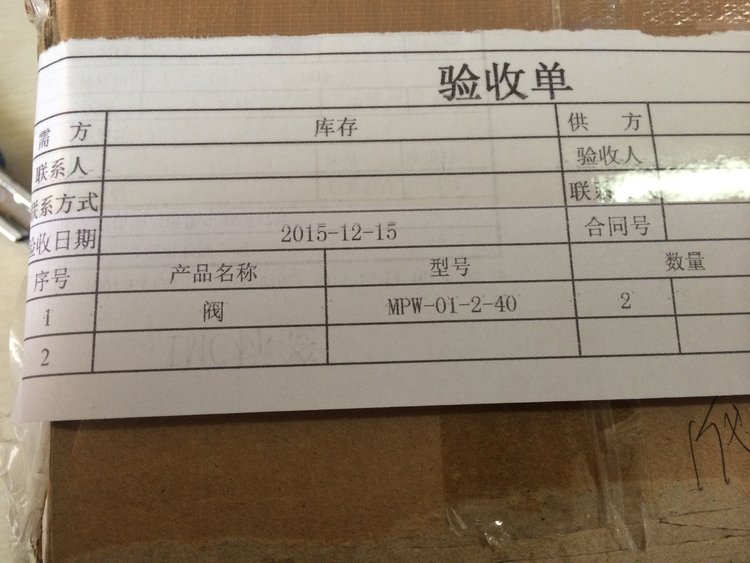 验收单
需 方 库存 供 方
联系人 验收人
联系方式 联系
验收日期 2015-12-15 合同号
序号 产品名称 型号 数量
1 阀 MPW-01-2-40 2
2